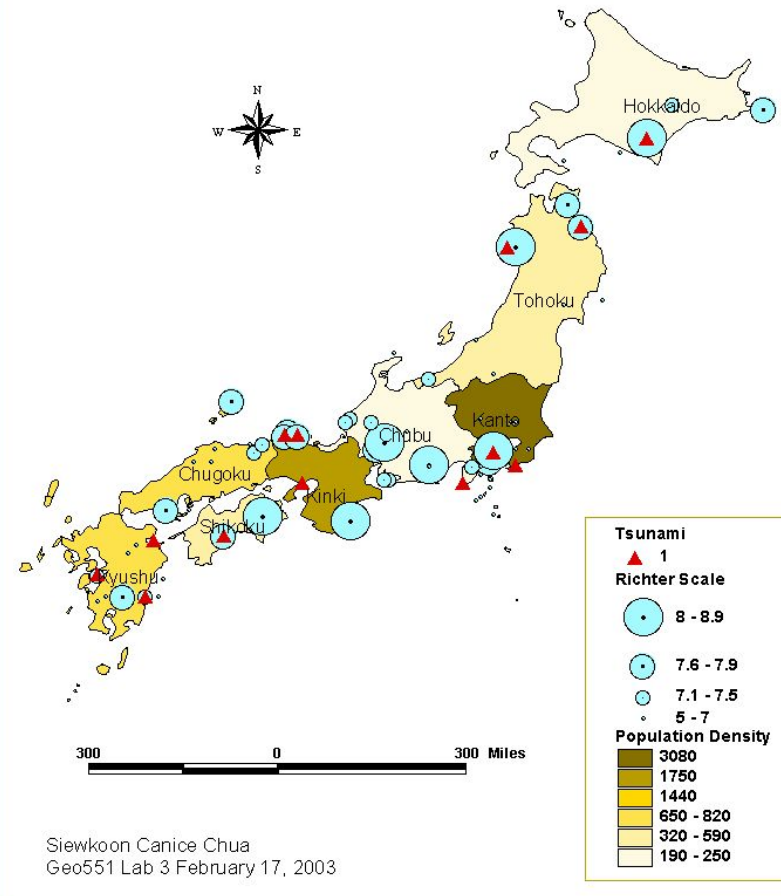 N
W E
S
Hokkaido
Tohoku
Kanto
Chubu
Chugoku
Kinki
Shikoku
Kyushu
300 0 300 Miles
Siewkoon Canice Chua
Geo551 Lab 3 February 17, 2003
Tsunami
1
Richter Scale
8 - 8.9
7.6 - 7.9
7.1 - 7.5
5 - 7
Population Density
3080
1750
1440
650 - 820
320 - 590
190 - 250